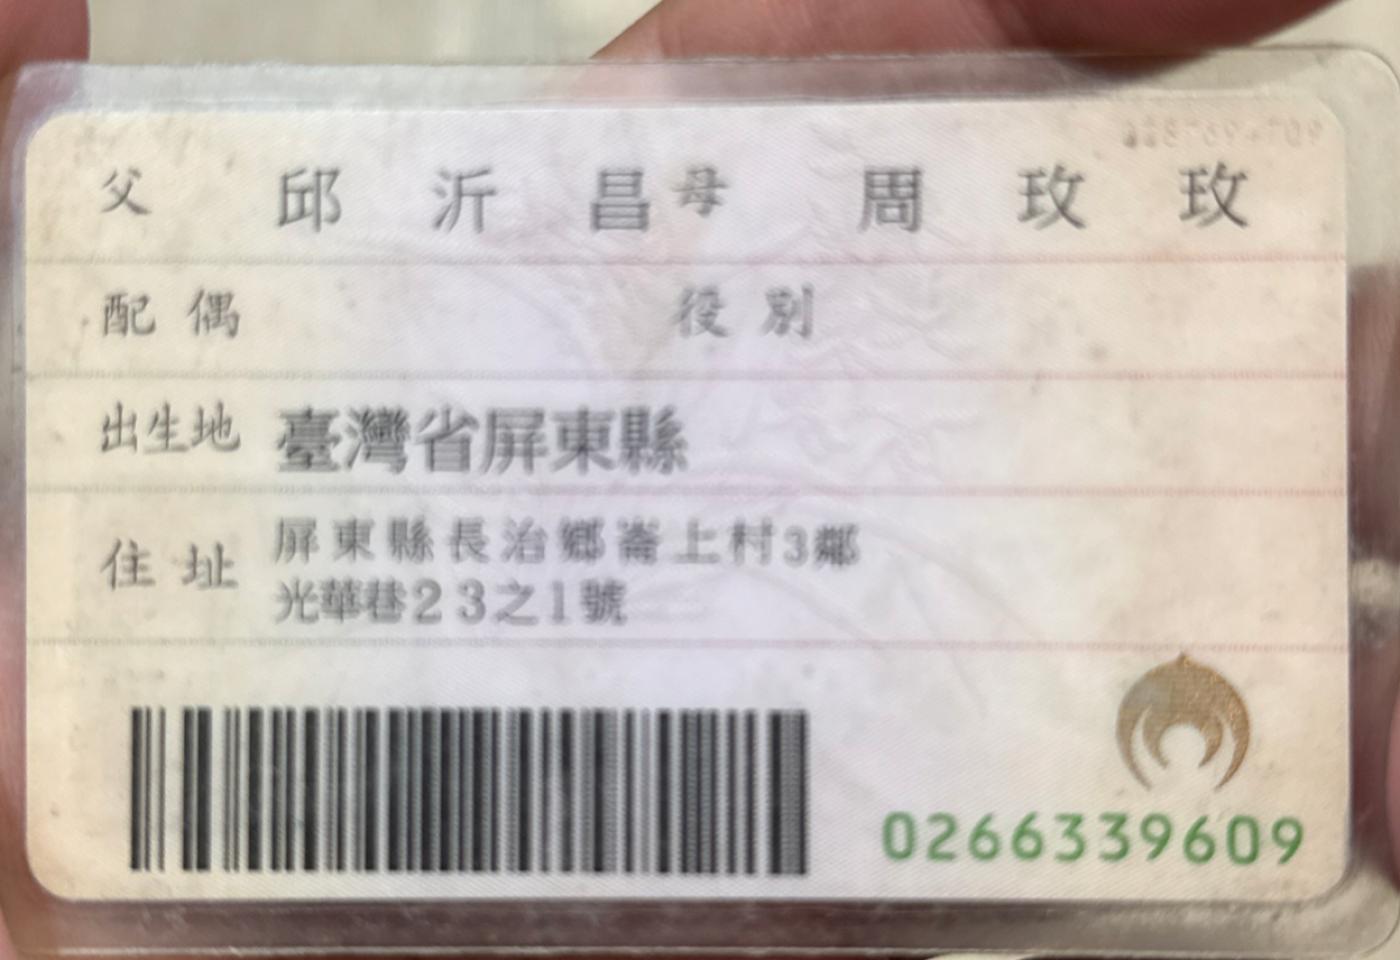 父 邱沂昌 母 周玫玫
配偶 役別
出生地 臺灣省屏東縣
住址 屏東縣長治鄉崙上村3鄰
光華巷23之1號
0266339609